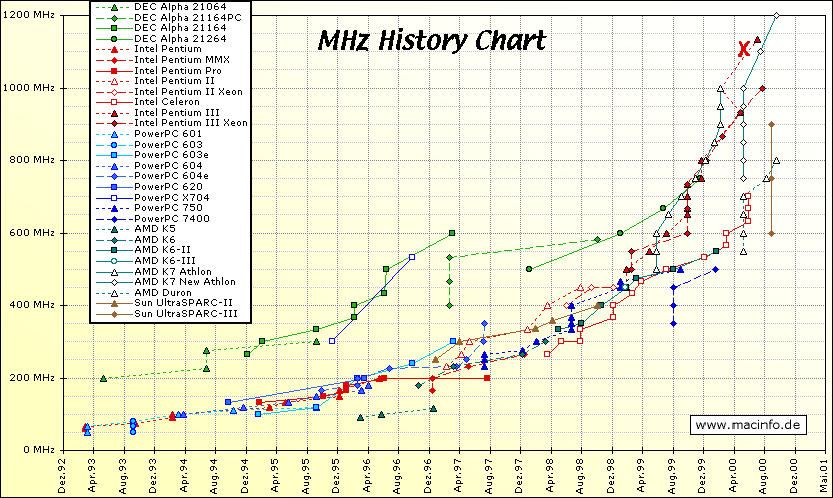 MHz History Chart
1200 MHz
1000 MHz
800 MHz
600 MHz
400 MHz
200 MHz
0 MHz
DEC Alpha 21064
DEC Alpha 21164PC
DEC Alpha 21164
DEC Alpha 21264
Intel Pentium
Intel Pentium MMX
Intel Pentium Pro
Intel Pentium II
Intel Pentium II Xeon
Intel Celeron
Intel Pentium III
Intel Pentium III Xeon
PowerPC 601
PowerPC 603
PowerPC 603e
PowerPC 604
PowerPC 604e
PowerPC 620
PowerPC X704
PowerPC 750
PowerPC 7400
AMD K5
AMD K6
AMD K6-II
AMD K6-III
AMD K7 Athlon
AMD K7 New Athlon
AMD Duron
Sun UltraSPARC-II
Sun UltraSPARC-III
www.macinfo.de
Dez.92
Apr.93
Aug.93
Dez.93
Apr.94
Aug.94
Dez.94
Apr.95
Aug.95
Dez.95
Apr.96
Aug.96
Dez.96
Apr.97
Aug.97
Dez.97
Apr.98
Aug.98
Dez.98
Apr.99
Aug.99
Dez.99
Apr.00
Aug.00
Dez.00
Mai.01